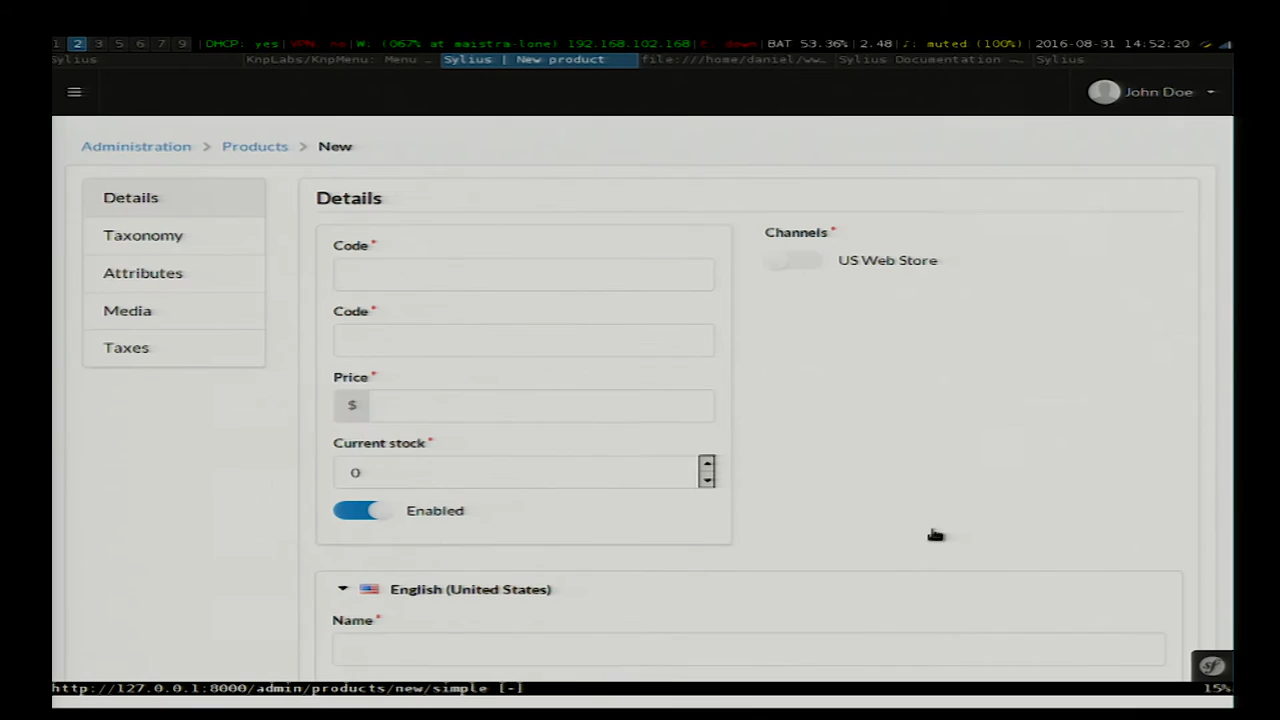 1 2 3 5 6 7 9 DHCP: yes VPN: no W: (067% at maistra-lone) 192.168.102.168 E: down BAT 53.36% 2.48 ♪: muted (100%) 2016-08-31 14:52:20
Sylius KnpLabs/KnpMenu: Menu … Sylius | New product file:///home/daniel/ww… Sylius Documentation —… Sylius
John Doe
Administration > Products > New
Details
Taxonomy
Attributes
Media
Taxes
Details
Code*
Code*
Price*
$
Current stock*
0
Enabled
Channels*
US Web Store
English (United States)
Name*
sf
http://127.0.0.1:8000/admin/products/new/simple [-] 15%